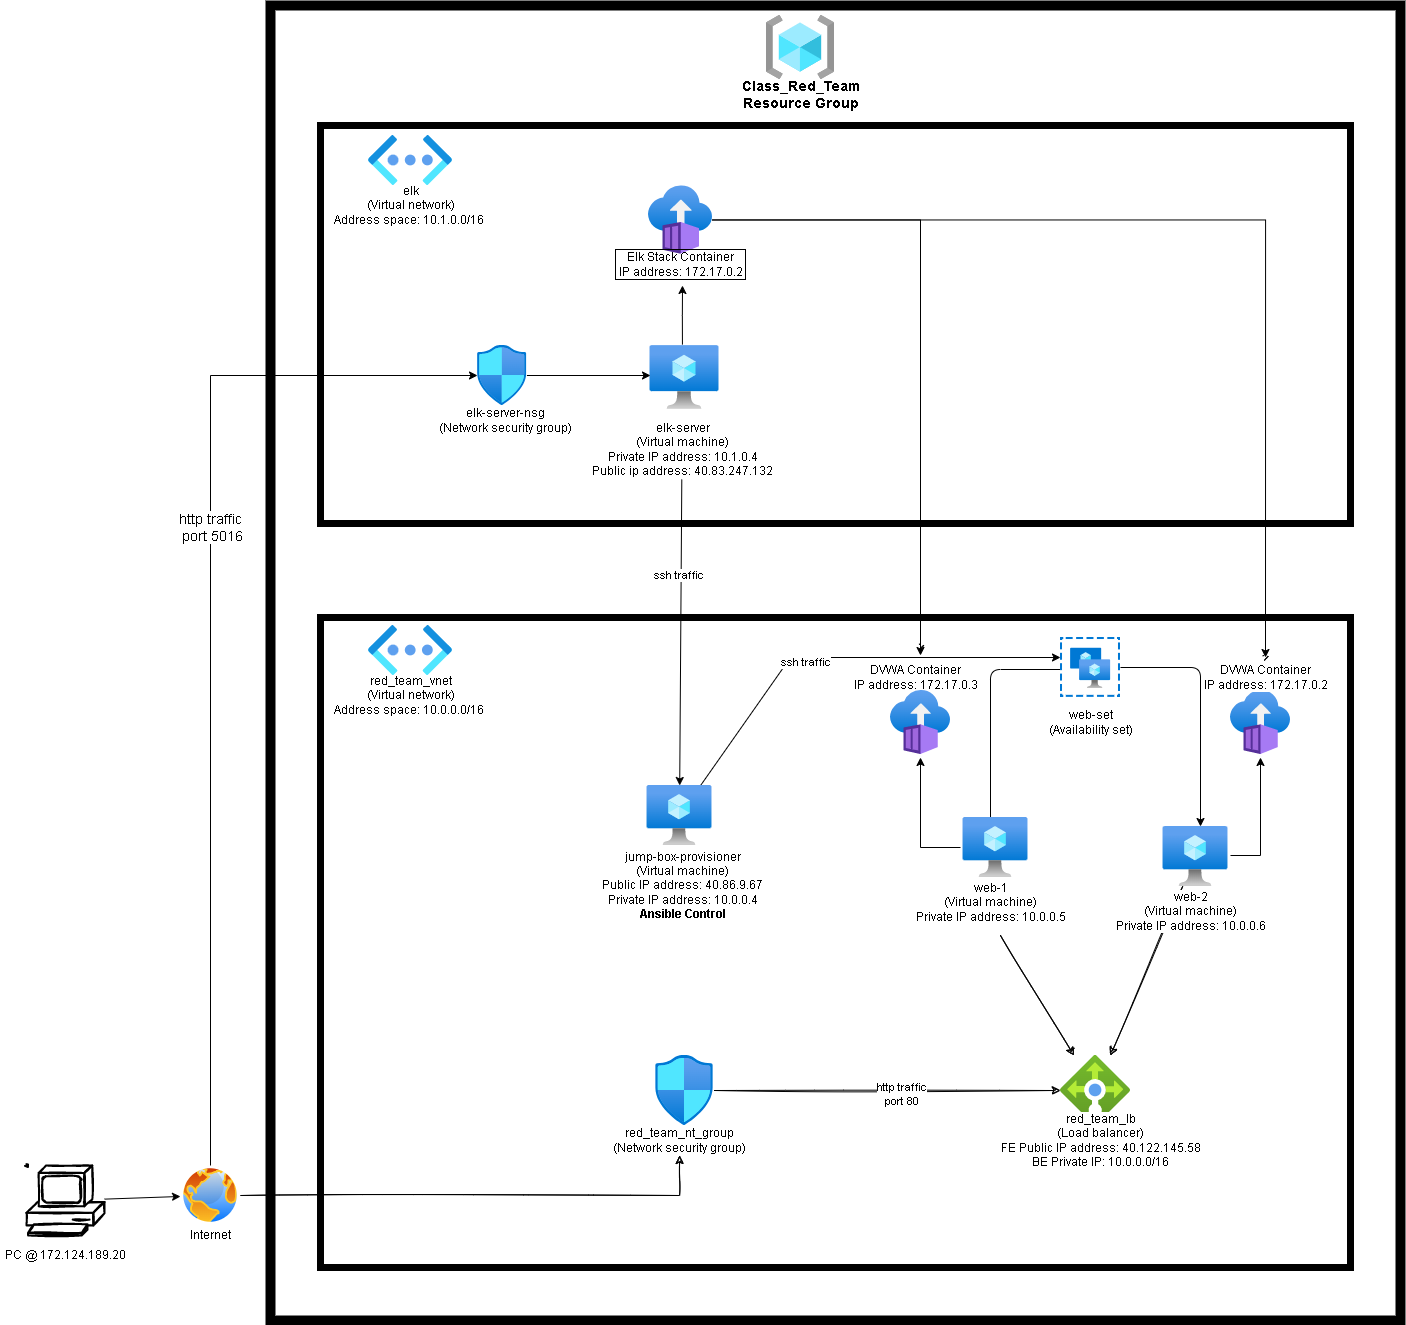 Class_Red_Team
Resource Group
elk
(Virtual network)
Address space: 10.1.0.0/16
Elk Stack Container
IP address: 172.17.0.2
elk-server-nsg
(Network security group)
elk-server
(Virtual machine)
Private IP address: 10.1.0.4
Public ip address: 40.83.247.132
http traffic
port 5016
ssh traffic
red_team_vnet
(Virtual network)
Address space: 10.0.0.0/16
ssh traffic
DVWA Container
IP address: 172.17.0.3
web-set
(Availability set)
DVWA Container
IP address: 172.17.0.2
jump-box-provisioner
(Virtual machine)
Public IP address: 40.86.9.67
Private IP address: 10.0.0.4
Ansible Control
web-1
(Virtual machine)
Private IP address: 10.0.0.5
web-2
(Virtual machine)
Private IP address: 10.0.0.6
red_team_nt_group
(Network security group)
http traffic
port 80
red_team_lb
(Load balancer)
FE Public IP address: 40.122.145.58
BE Private IP: 10.0.0.0/16
Internet
PC @ 172.124.189.20